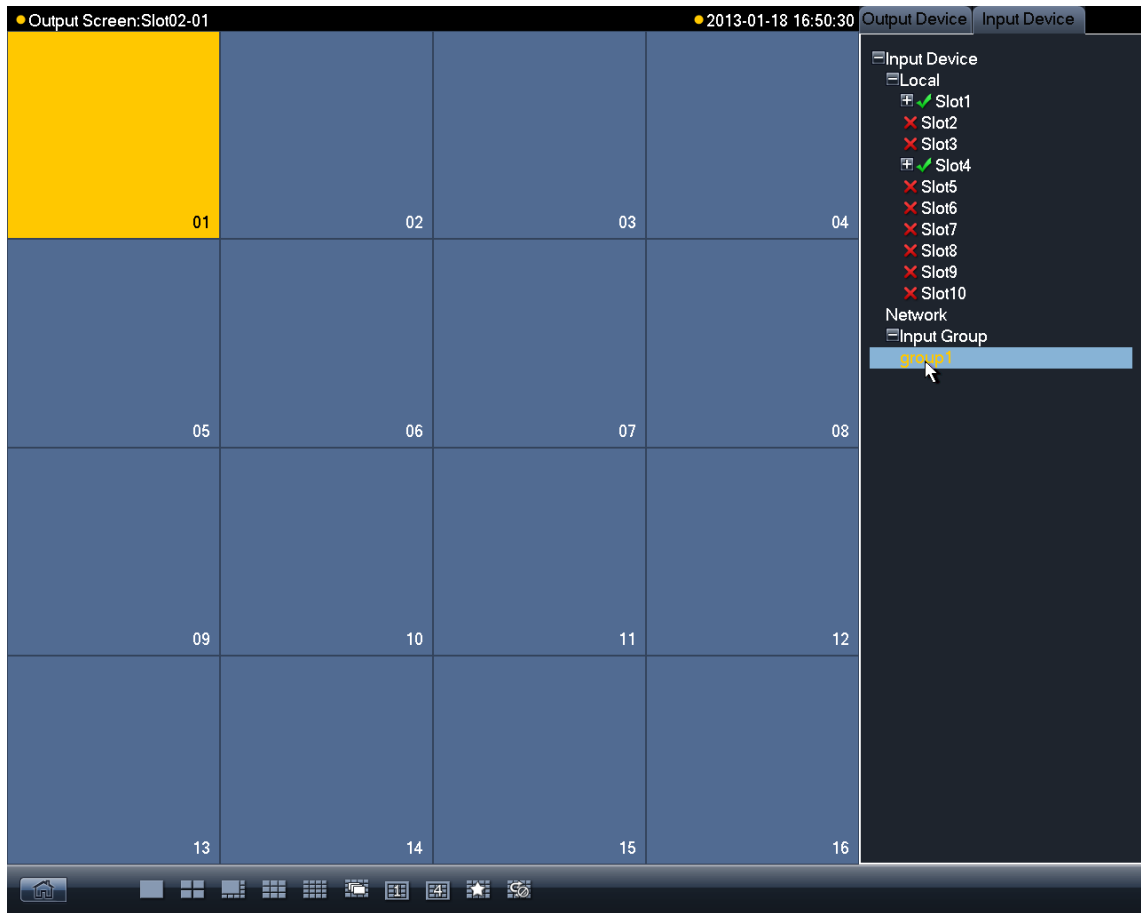 Output Screen:Slot02-01
2013-01-18 16:50:30
Output Device
Input Device
Input Device
Local
Slot1
Slot2
Slot3
Slot4
Slot5
Slot6
Slot7
Slot8
Slot9
Slot10
Network
Input Group
group1
01
02
03
04
05
06
07
08
09
10
11
12
13
14
15
16
1
4